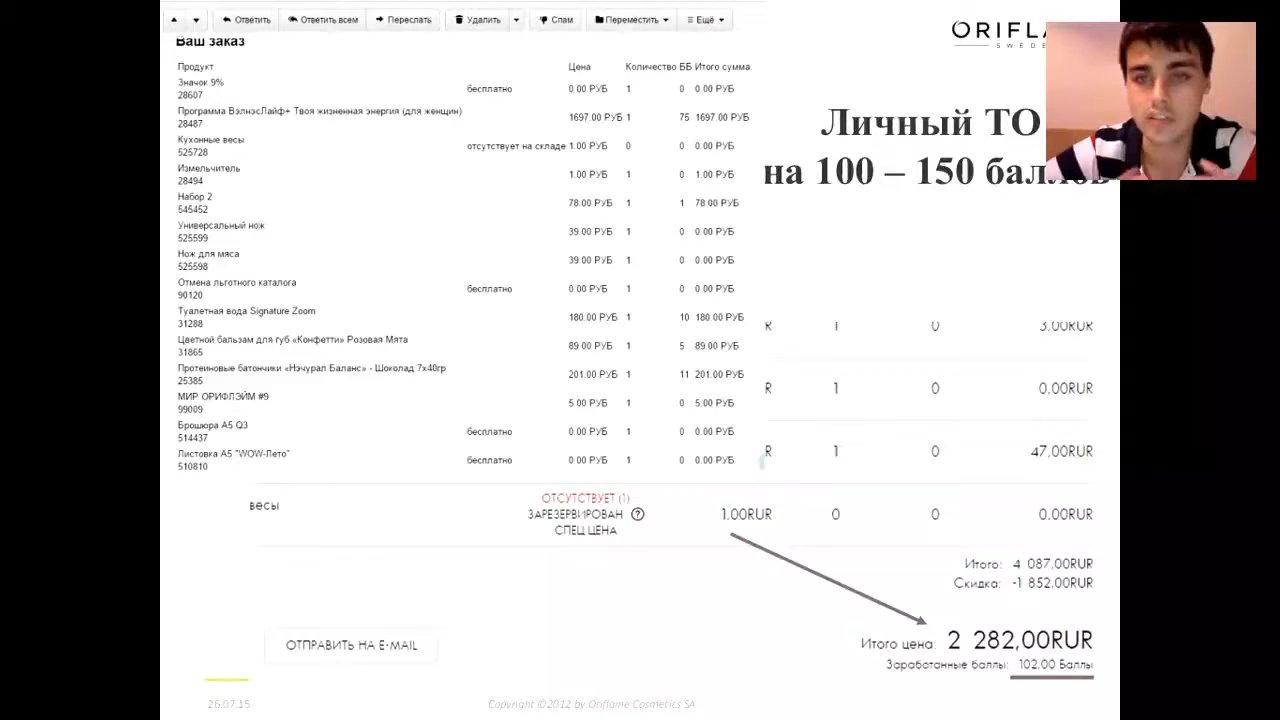 Ответить
Ответить всем
Переслать
Удалить
Спам
Переместить
Ещё
Ваш заказ
Продукт Цена Количество ББ Итого сумма
Значок 9% бесплатно 0.00 РУБ 1 0 0.00 РУБ
28607
Программа ВэлнэсЛайф+ Твоя жизненная энергия (для женщин) 1697.00 РУБ 1 75 1697.00 РУБ
28487
Кухонные весы отсутствует на складе 1.00 РУБ 0 0 0.00 РУБ
525728
Измельчитель 1.00 РУБ 1 0 1.00 РУБ
28494
Набор 2 78.00 РУБ 1 1 78.00 РУБ
545452
Универсальный нож 39.00 РУБ 1 0 0.00 РУБ
525599
Нож для мяса 39.00 РУБ 1 0 0.00 РУБ
525598
Отмена льготного каталога бесплатно 0.00 РУБ 1 0 0.00 РУБ
90120
Туалетная вода Signature Zoom 180.00 РУБ 1 10 180.00 РУБ
31288
Цветной бальзам для губ «Конфетти» Розовая Мята 89.00 РУБ 1 5 89.00 РУБ
31865
Протеиновые батончики «Нэчурал Баланс» - Шоколад 7х40гр 201.00 РУБ 1 11 201.00 РУБ
25385
МИР ОРИФЛЭЙМ #9 5.00 РУБ 1 0 5.00 РУБ
99009
Брошюра А5 Q3 бесплатно 0.00 РУБ 1 0 0.00 РУБ
514437
Листовка А5 "WOW-Лето" бесплатно 0.00 РУБ 1 0 0.00 РУБ
510810
Личный ТО
на 100 – 150
R 1 0 3,00RUR
R 1 0 0,00RUR
R 1 0 47,00RUR
весы
ОТСУТСТВУЕТ (1)
ЗАРЕЗЕРВИРОВАН ? 1,00RUR 0 0 0,00RUR
СПЕЦ ЦЕНА
Итого: 4 087,00RUR
Скидка: -1 852,00RUR
ОТПРАВИТЬ НА E-MAIL
Итого цена: 2 282,00RUR
Заработанные баллы: 102.00 Баллы
26.07.15
Copyright ©2012 by Oriflame Cosmetics SA